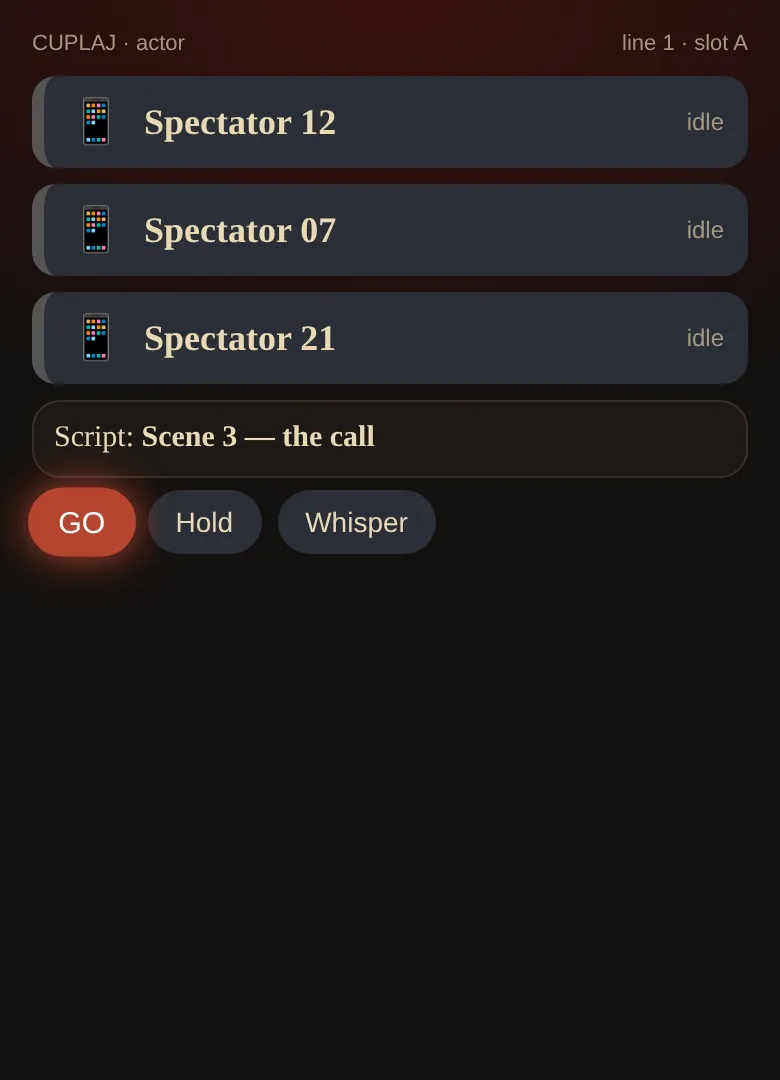 CUPLAJ · actor
line 1 · slot A
Spectator 12
idle
Spectator 07
idle
Spectator 21
idle
Script: Scene 3 — the call
GO
Hold
Whisper